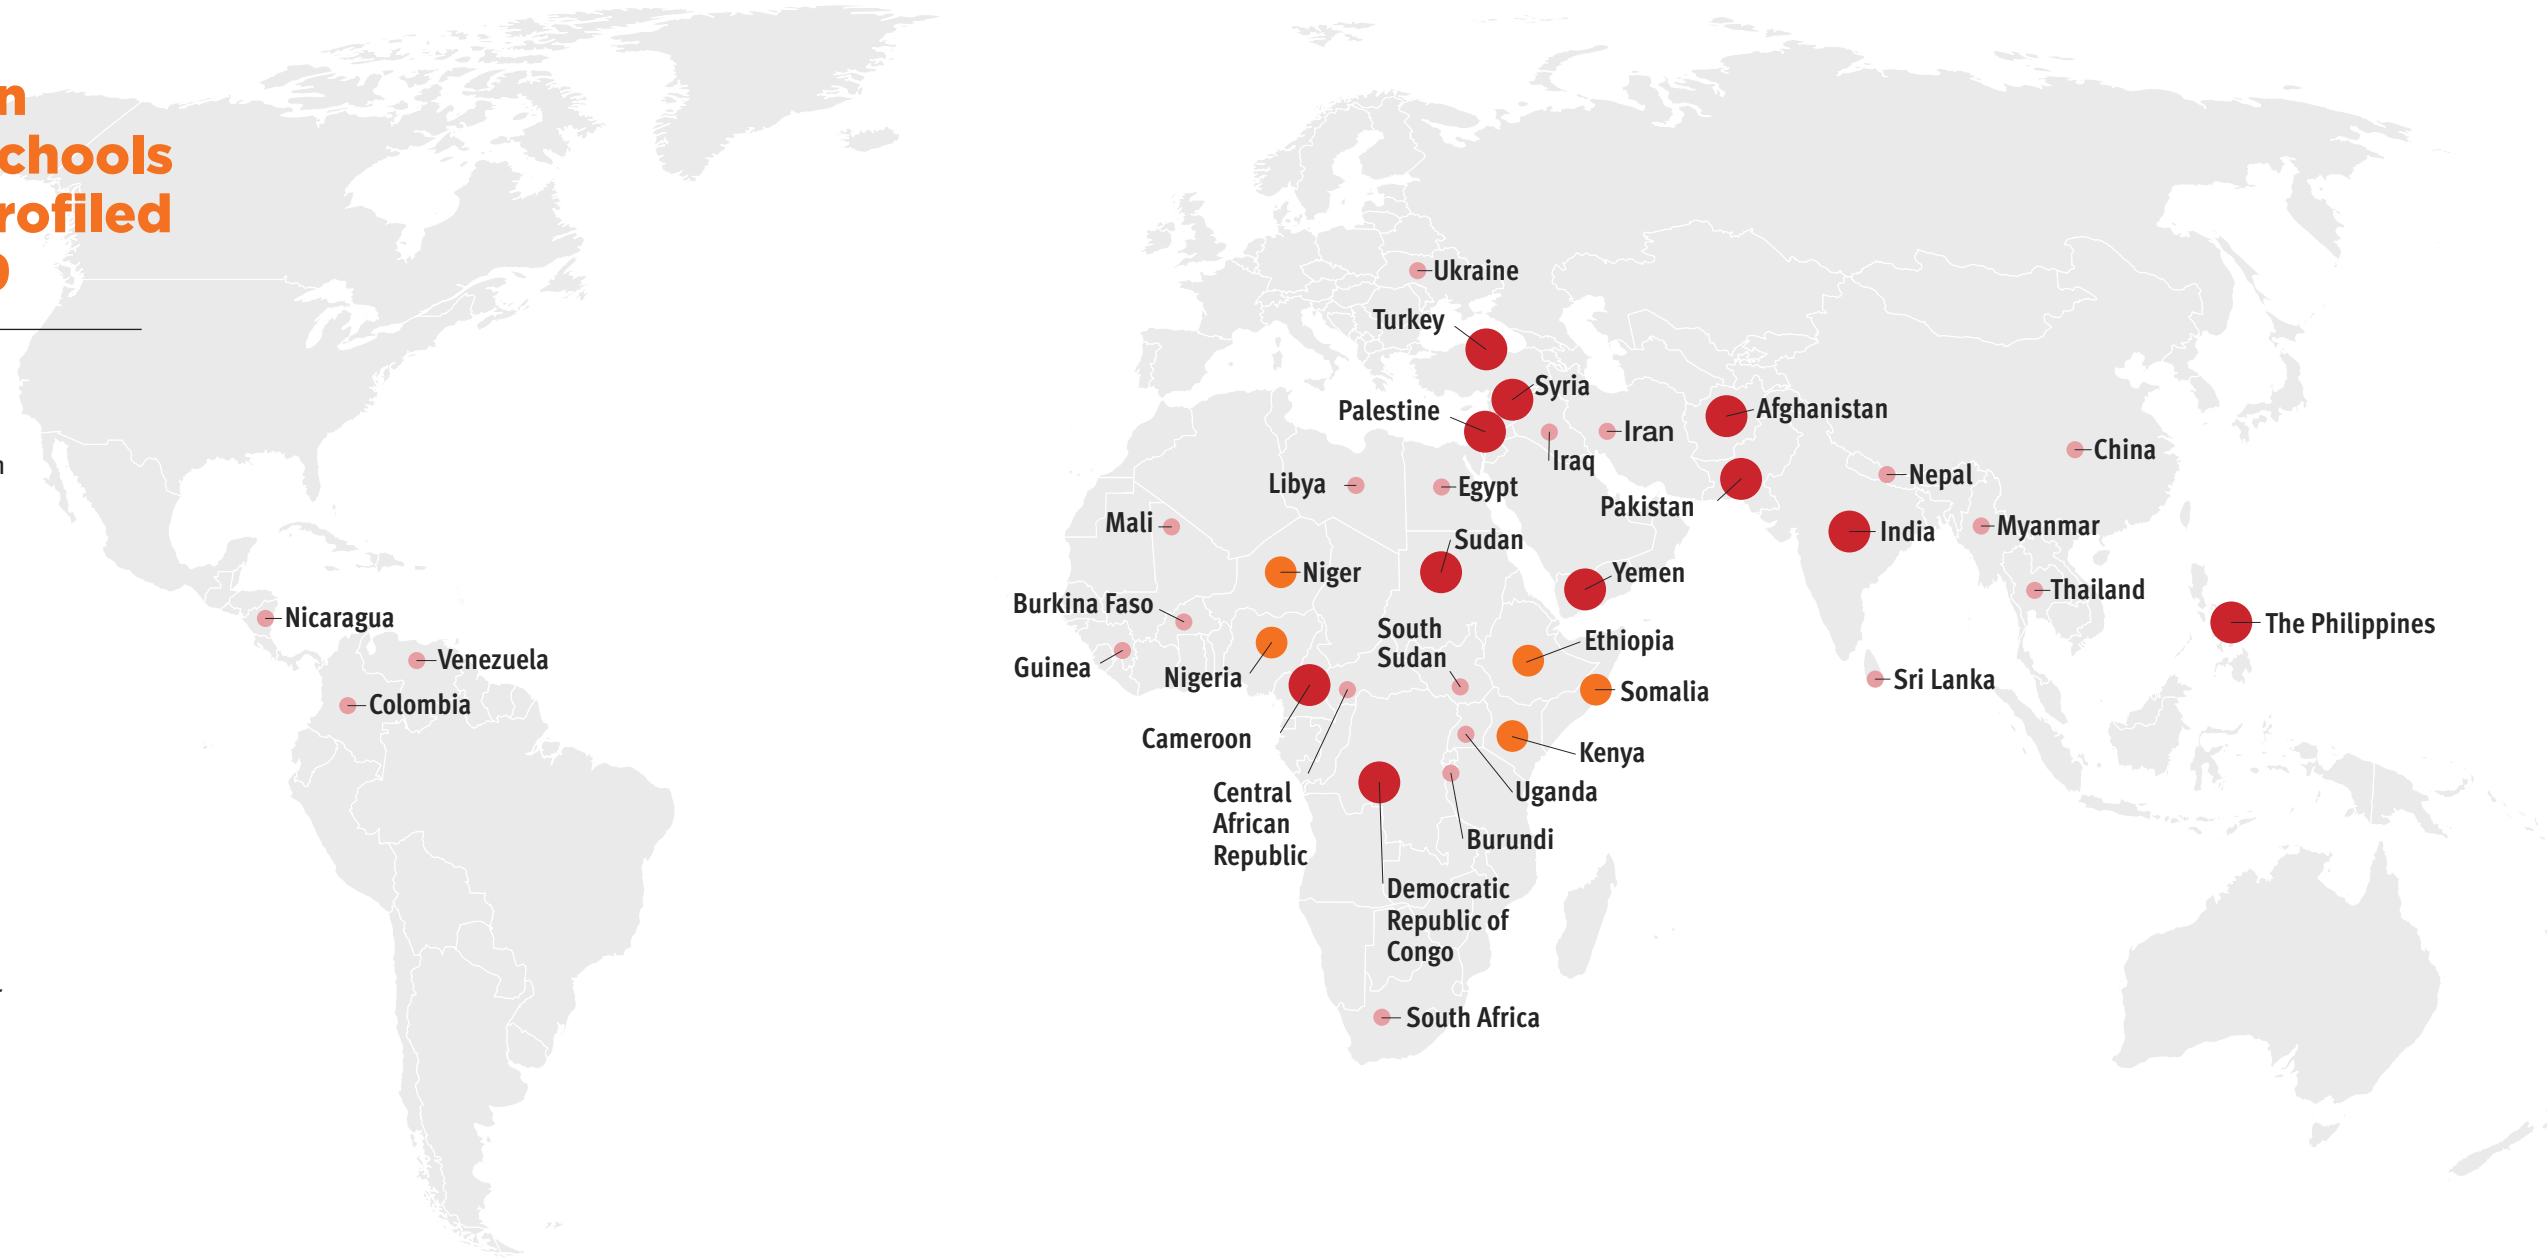 n
chools
rofiled
n
Ukraine
Turkey
Syria
Palestine
Afghanistan
Iran
Iraq
China
Nepal
Libya
Egypt
Pakistan
Mali
Myanmar
India
Sudan
Niger
Yemen
Thailand
Burkina Faso
Nicaragua
South
Sudan
Ethiopia
The Philippines
Guinea
Venezuela
Nigeria
Somalia
Sri Lanka
Colombia
Cameroon
Kenya
Central
African
Republic
Uganda
Burundi
Democratic
Republic of
Congo
South Africa